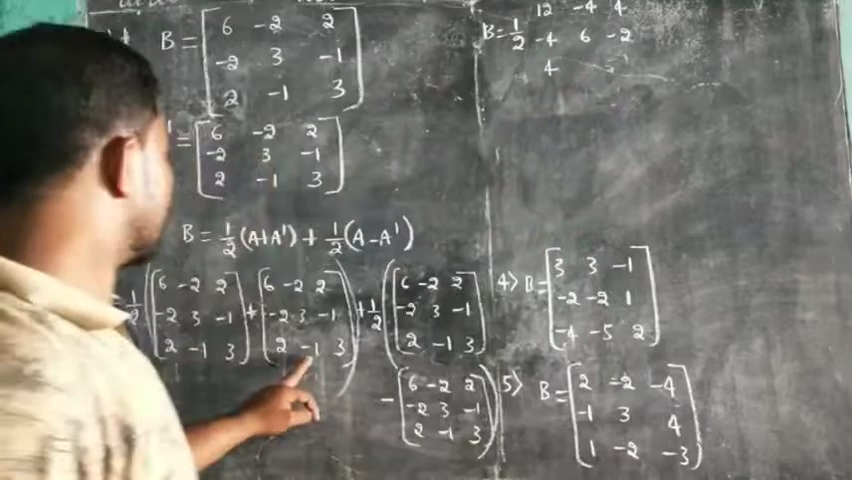 B = [ 6 -2 2
-2 3 -1
2 -1 3 ]
= [ 6 -2 2
-2 3 -1
2 -1 3 ]
B = 1/2 (A+A') + 1/2 (A-A')
= 1/2 ([ 6 -2 2
-2 3 -1
2 -1 3 ] + [ 6 -2 2
-2 3 -1
2 -1 3 ]) + 1/2 ([ 6 -2 2
-2 3 -1
2 -1 3 ]
- [ 6 -2 2
-2 3 -1
2 -1 3 ])
12 -4 4
B = 1/2 -4 6 -2
4
4) B = [ 3 3 -1
-2 -2 1
-4 -5 2 ]
5) B = [ 2 -2 -4
-1 3 4
1 -2 -3 ]